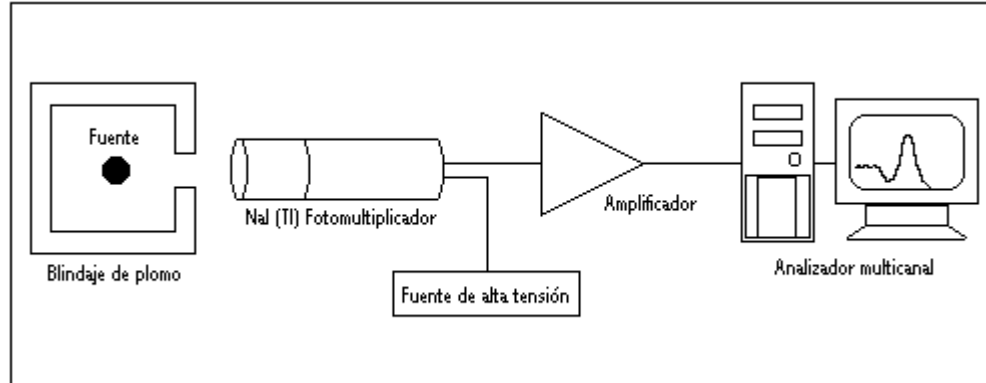 Fuente
NaI (Tl) Fotomultiplicador
Amplificador
Blindaje de plomo
Fuente de alta tensión
Analizador multicanal